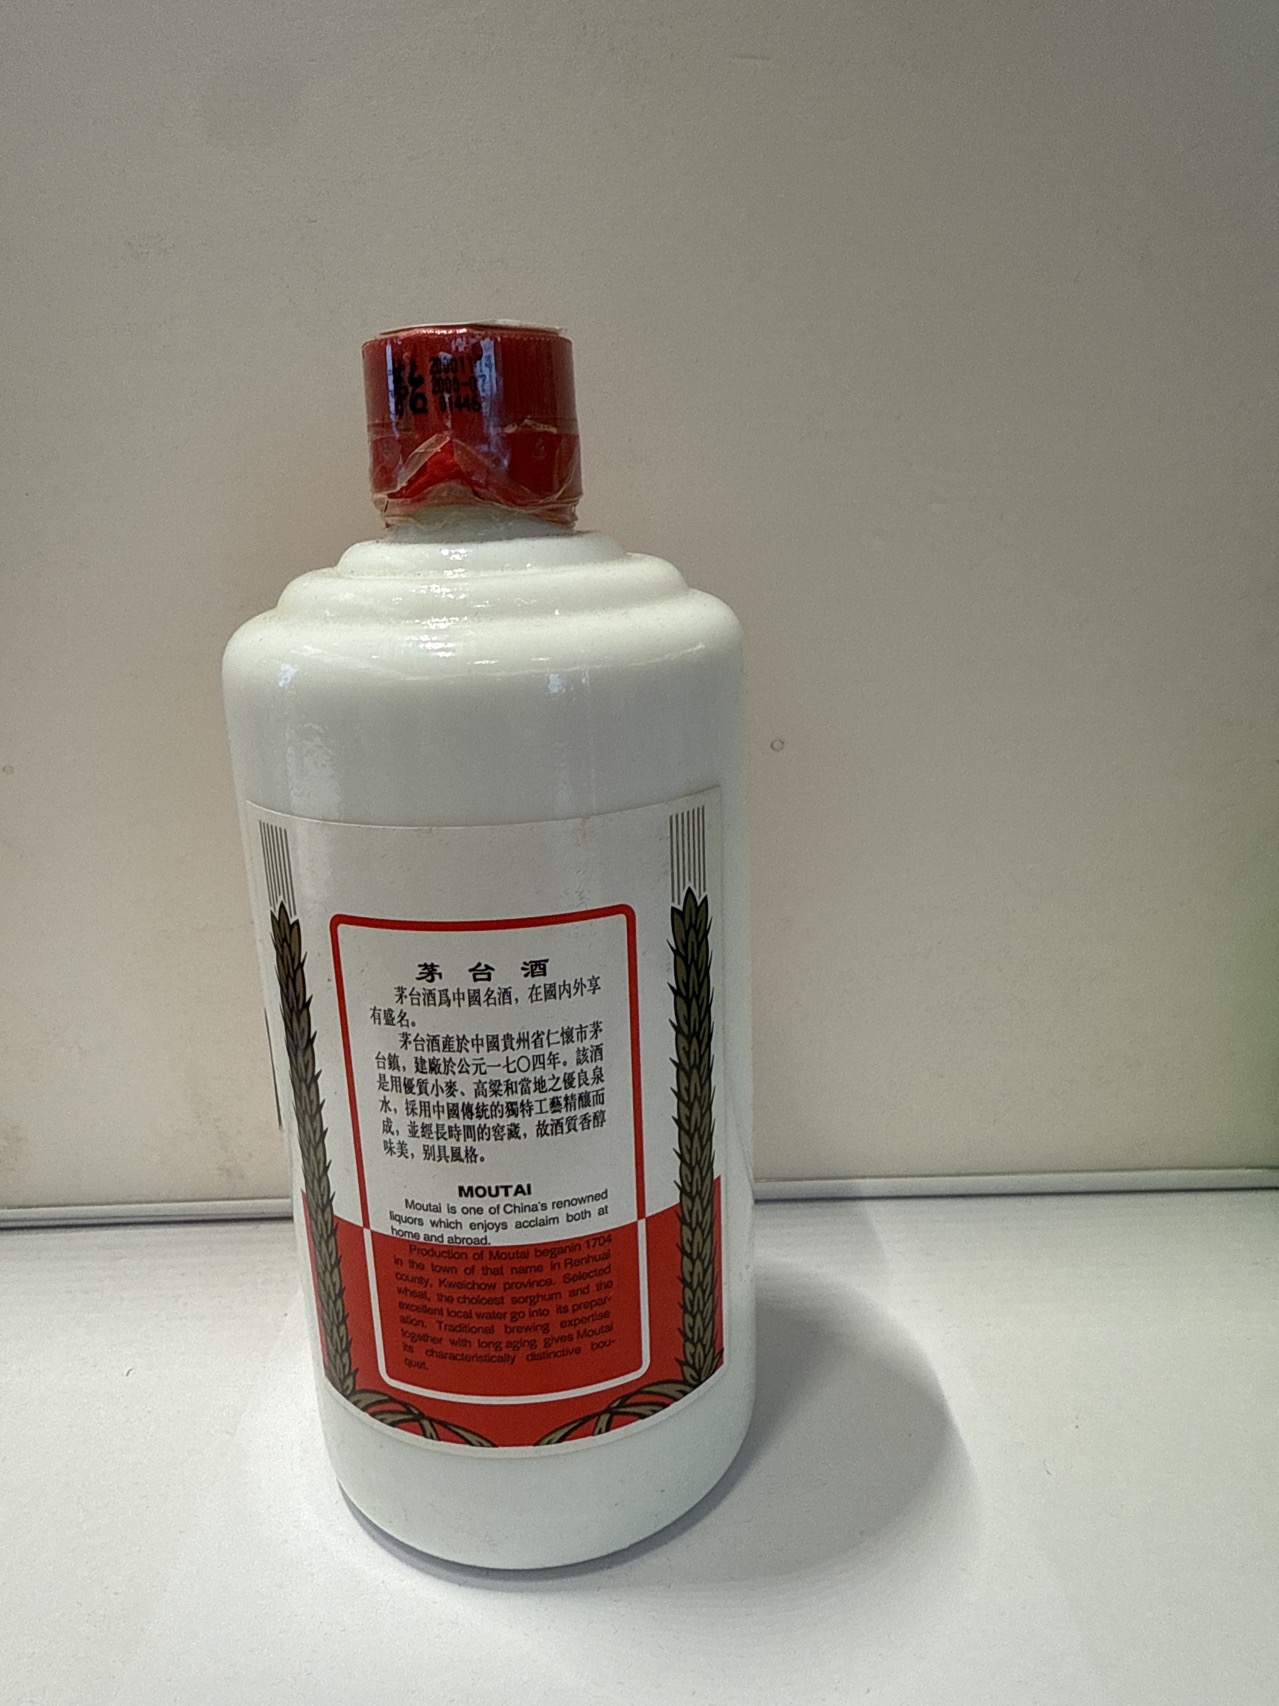 茅台酒
茅台酒爲中國名酒，在國内外享
有盛名。
茅台酒産於中國貴州省仁懷市茅
台鎮，建廠於公元一七〇四年。該酒
是用優質小麥、高粱和當地之優良泉
水，採用中國傳統的獨特工藝精釀而
成，並經長時間的窖藏，故酒質香醇
味美，别具風格。
MOUTAI
Moutai is one of China's renowned
liquors which enjoys acclaim both at
home and abroad.
Production of Moutai beganin 1704
in the town of that name in Renhuai
county, Kweichow province. Selected
wheat, the choicest sorghum and the
excellent local water go into its prepar-
ation. Traditional brewing expertise
together with long aging gives Moutai
its characteristically distinctive bou-
quet.